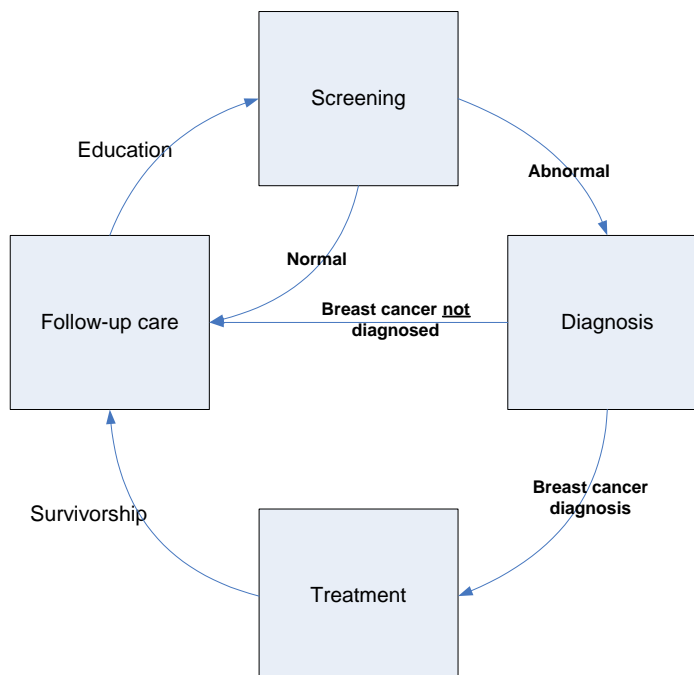 Screening
Education
Abnormal
Normal
Follow-up care
Breast cancer not
diagnosed
Diagnosis
Breast cancer
diagnosis
Survivorship
Treatment